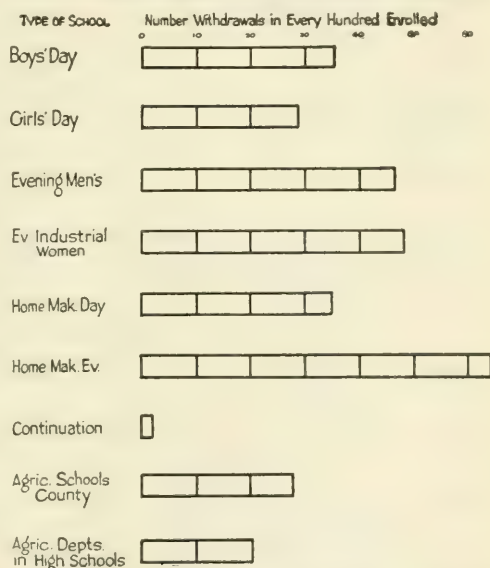 TYPE OF SCHOOL Number Withdrawals in Every Hundred Enrolled
0 10 20 30 40 50 60
Boys' Day
Girls' Day
Evening Men's
Ev. Industrial
Women
Home Mak. Day
Home Mak. Ev.
Continuation
Agric. Schools
County
Agric. Depts.
in High Schools